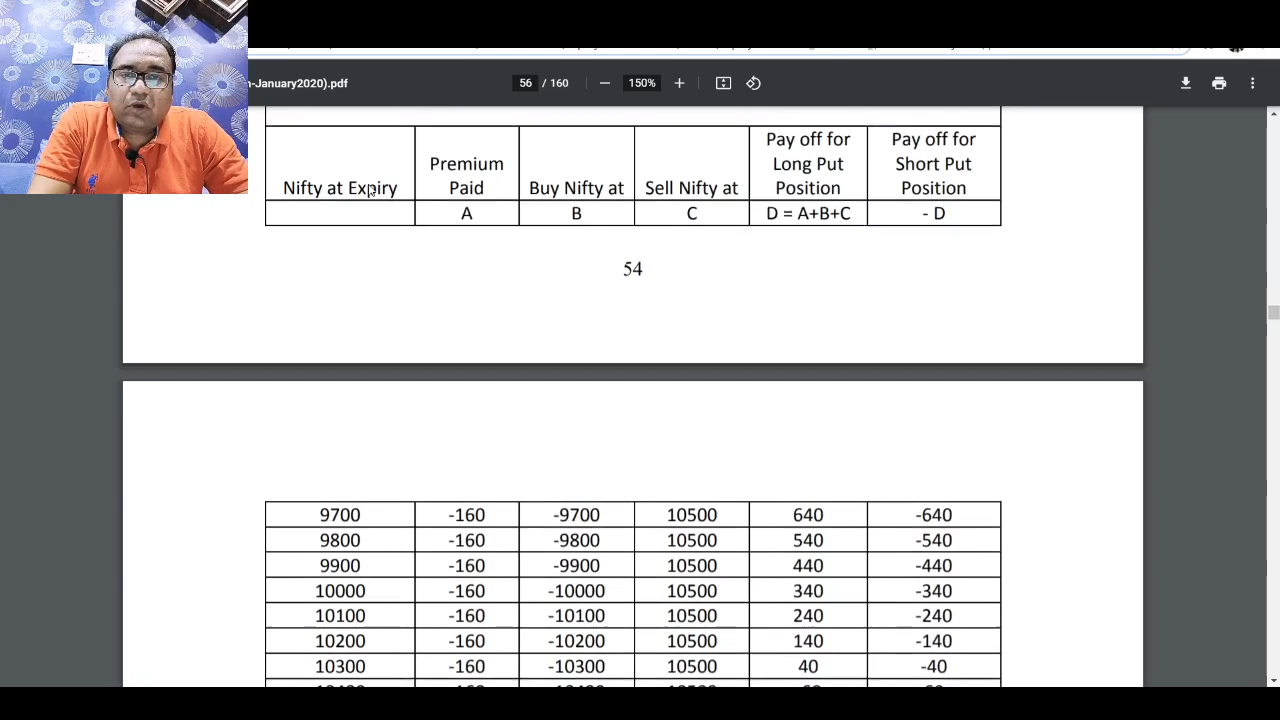 n-January2020).pdf
56 / 160
150%
Nifty at Expiry Premium Paid Buy Nifty at Sell Nifty at Pay off for Long Put Position Pay off for Short Put Position
A B C D = A+B+C - D
54
9700 -160 -9700 10500 640 -640
9800 -160 -9800 10500 540 -540
9900 -160 -9900 10500 440 -440
10000 -160 -10000 10500 340 -340
10100 -160 -10100 10500 240 -240
10200 -160 -10200 10500 140 -140
10300 -160 -10300 10500 40 -40